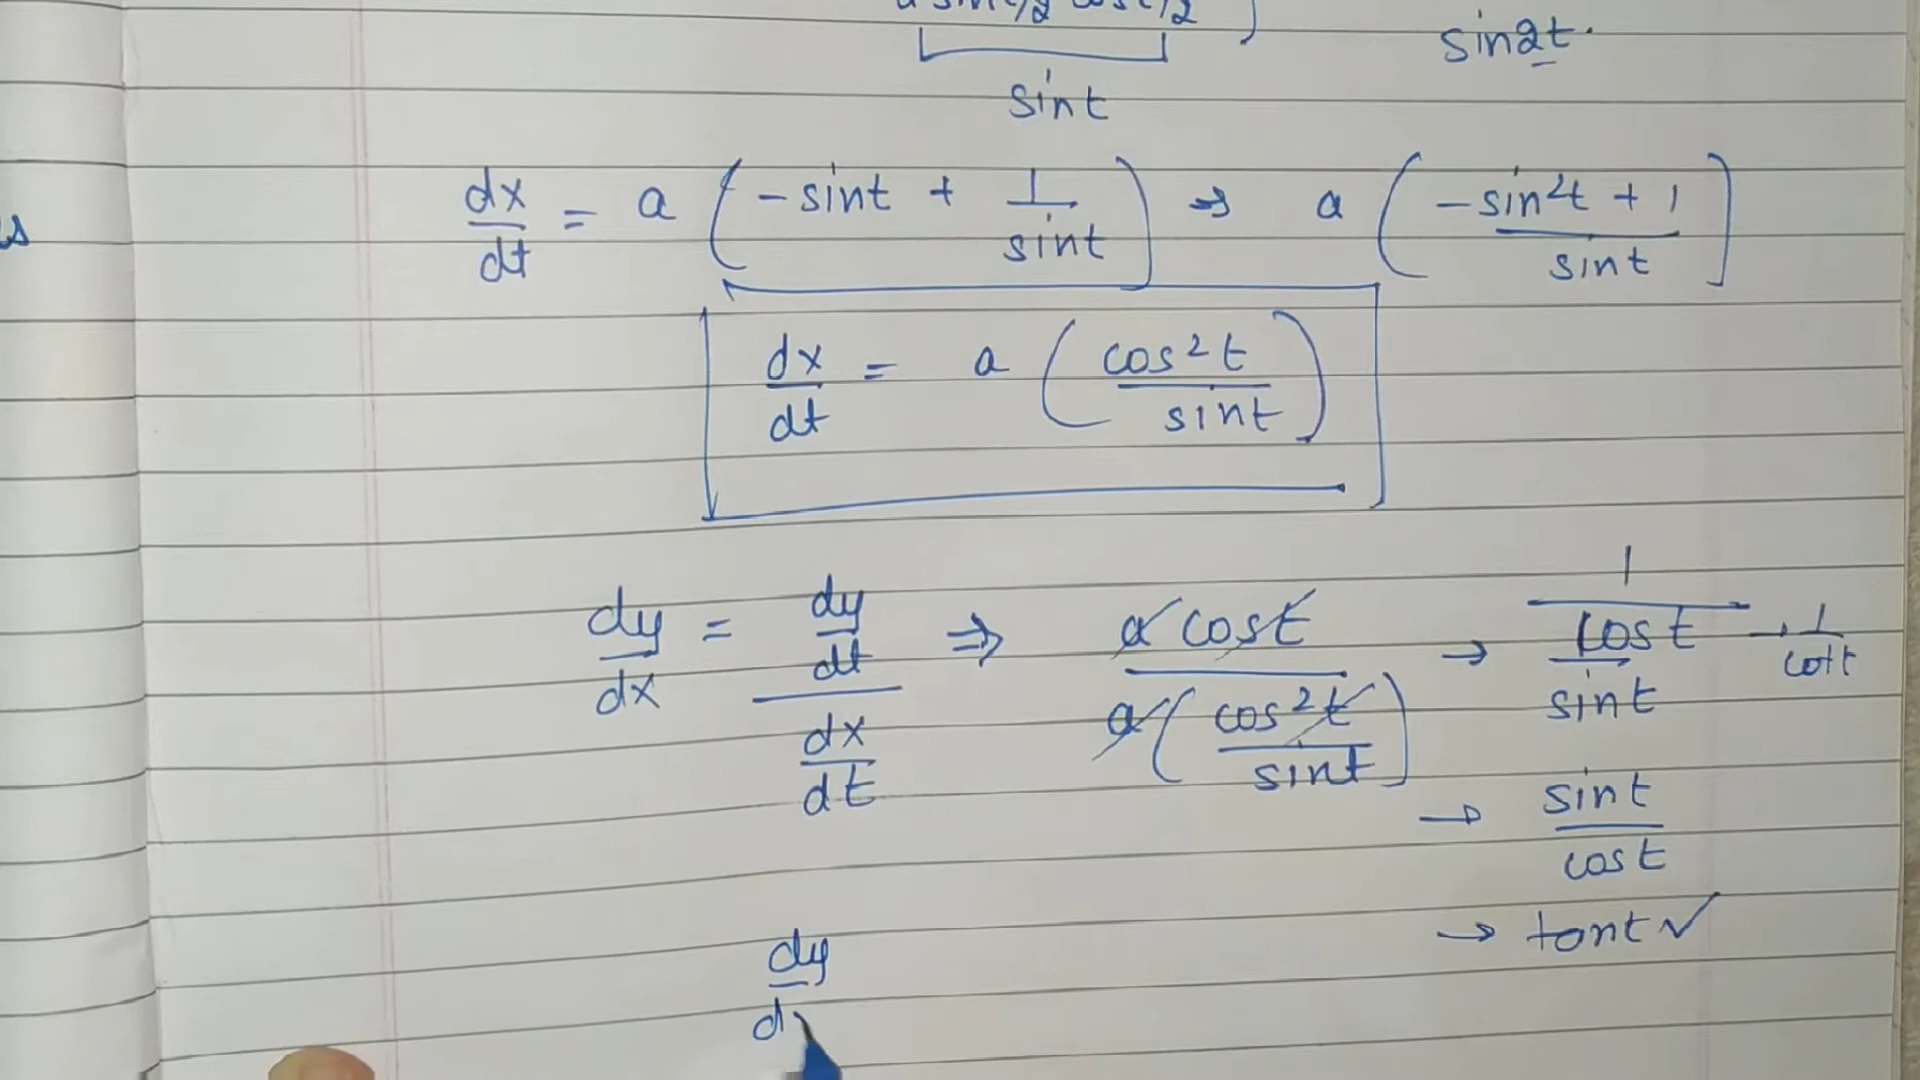 sin2t.
sint
dx/dt = a (-sint + 1/sint) ⇒ a (-sin²t + 1 / sint)
dx/dt = a (cos²t / sint)
dy/dx = dy/dt / dx/dt ⇒ a cost / a (cos²t / sint) → 1 / (cost / sint) → 1/cott
→ sint / cost
→ tant ✓
dy
d